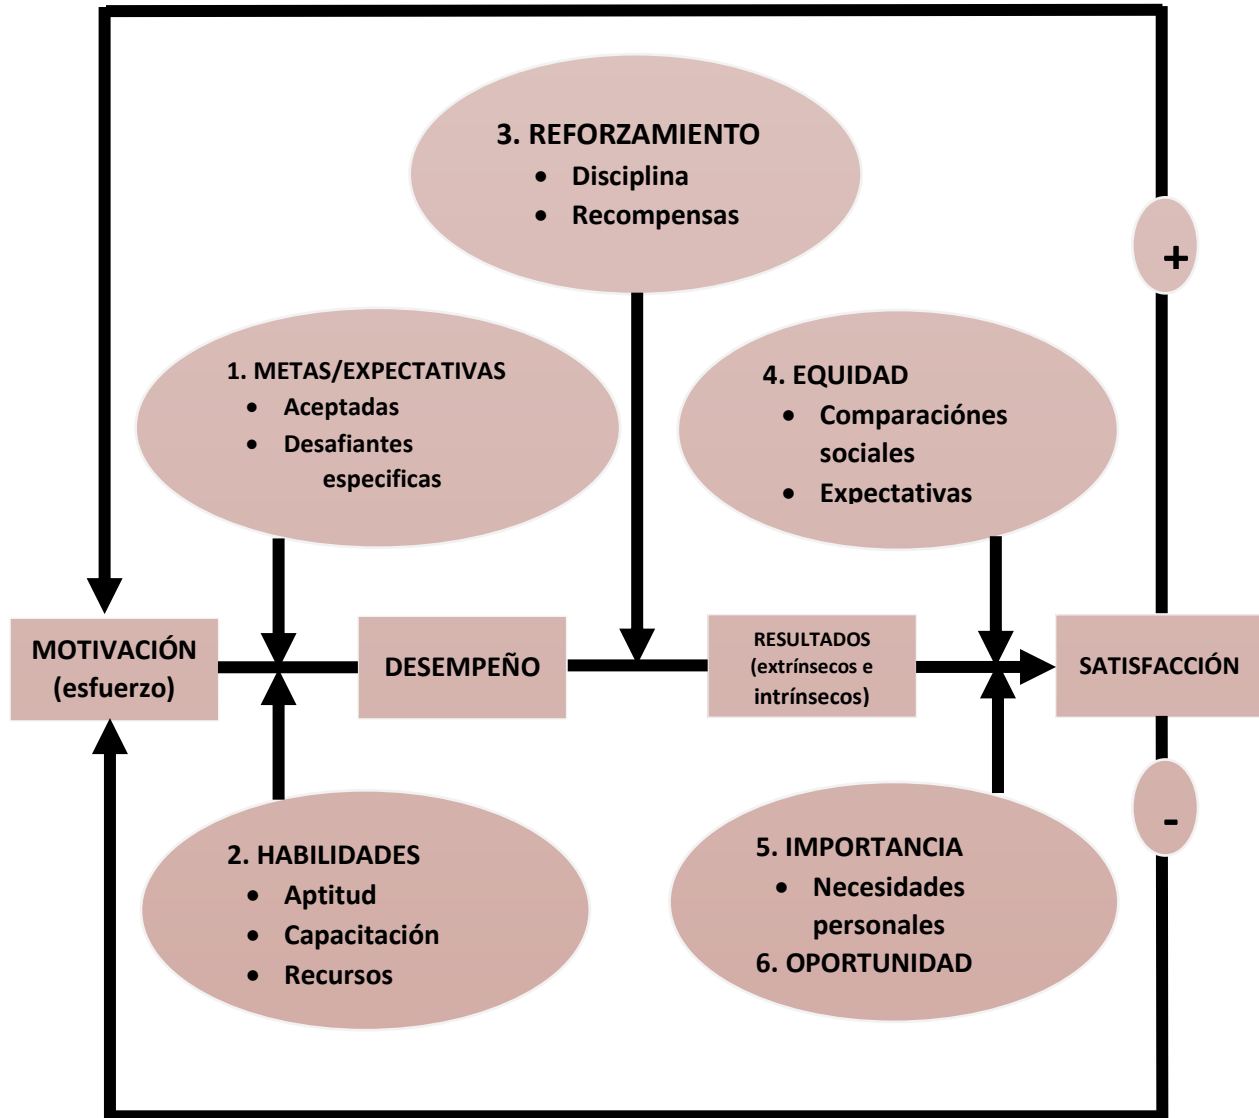 3. REFORZAMIENTO
• Disciplina
• Recompensas
+
1. METAS/EXPECTATIVAS
• Aceptadas
• Desafiantes
especificas
4. EQUIDAD
• Comparaciónes
sociales
• Expectativas
MOTIVACIÓN
(esfuerzo)
DESEMPEÑO
RESULTADOS
(extrínsecos e
intrínsecos)
SATISFACCIÓN
2. HABILIDADES
• Aptitud
• Capacitación
• Recursos
5. IMPORTANCIA
• Necesidades
personales
6. OPORTUNIDAD
-